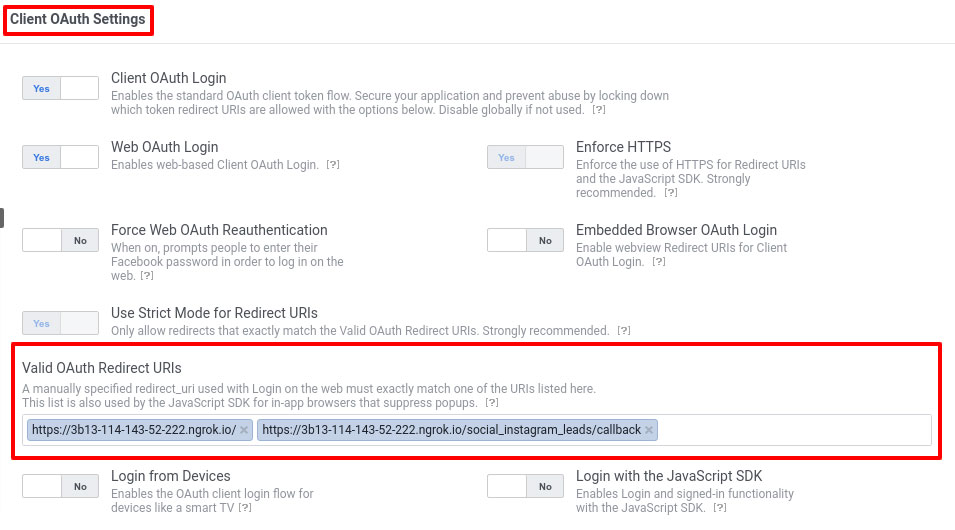 Client OAuth Settings
Yes
Client OAuth Login
Enables the standard OAuth client token flow. Secure your application and prevent abuse by locking down
which token redirect URIs are allowed with the options below. Disable globally if not used. [?]
Yes
Web OAuth Login
Enables web-based Client OAuth Login. [?]
Yes
Enforce HTTPS
Enforce the use of HTTPS for Redirect URIs
and the JavaScript SDK. Strongly
recommended. [?]
No
Force Web OAuth Reauthentication
When on, prompts people to enter their
Facebook password in order to log in on the
web. [?]
No
Embedded Browser OAuth Login
Enable webview Redirect URIs for Client
OAuth Login. [?]
Yes
Use Strict Mode for Redirect URIs
Only allow redirects that exactly match the Valid OAuth Redirect URIs. Strongly recommended. [?]
Valid OAuth Redirect URIs
A manually specified redirect_uri used with Login on the web must exactly match one of the URIs listed here.
This list is also used by the JavaScript SDK for in-app browsers that suppress popups. [?]
https://3b13-114-143-52-222.ngrok.io/ × https://3b13-114-143-52-222.ngrok.io/social_instagram_leads/callback ×
No
Login from Devices
Enables the OAuth client login flow for
devices like a smart TV [?]
No
Login with the JavaScript SDK
Enables Login and signed-in functionality
with the JavaScript SDK. [?]